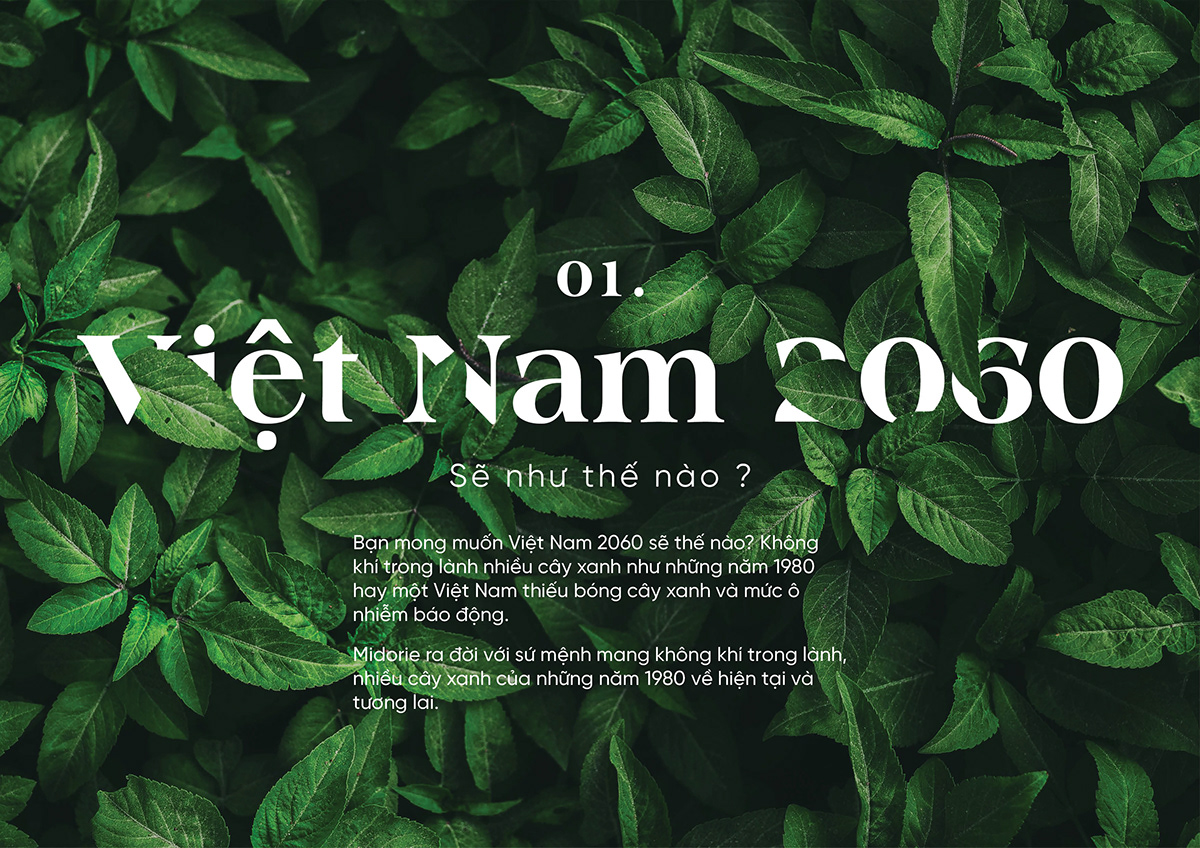 01.
Việt Nam 2060
Sẽ như thế nào ?
Bạn mong muốn Việt Nam 2060 sẽ thế nào? Không
khí trong lành nhiều cây xanh như những năm 1980
hay một Việt Nam thiếu bóng cây xanh và mức ô
nhiễm báo động.
Midorie ra đời với sứ mệnh mang không khí trong lành,
nhiều cây xanh của những năm 1980 về hiện tại và
tương lai.